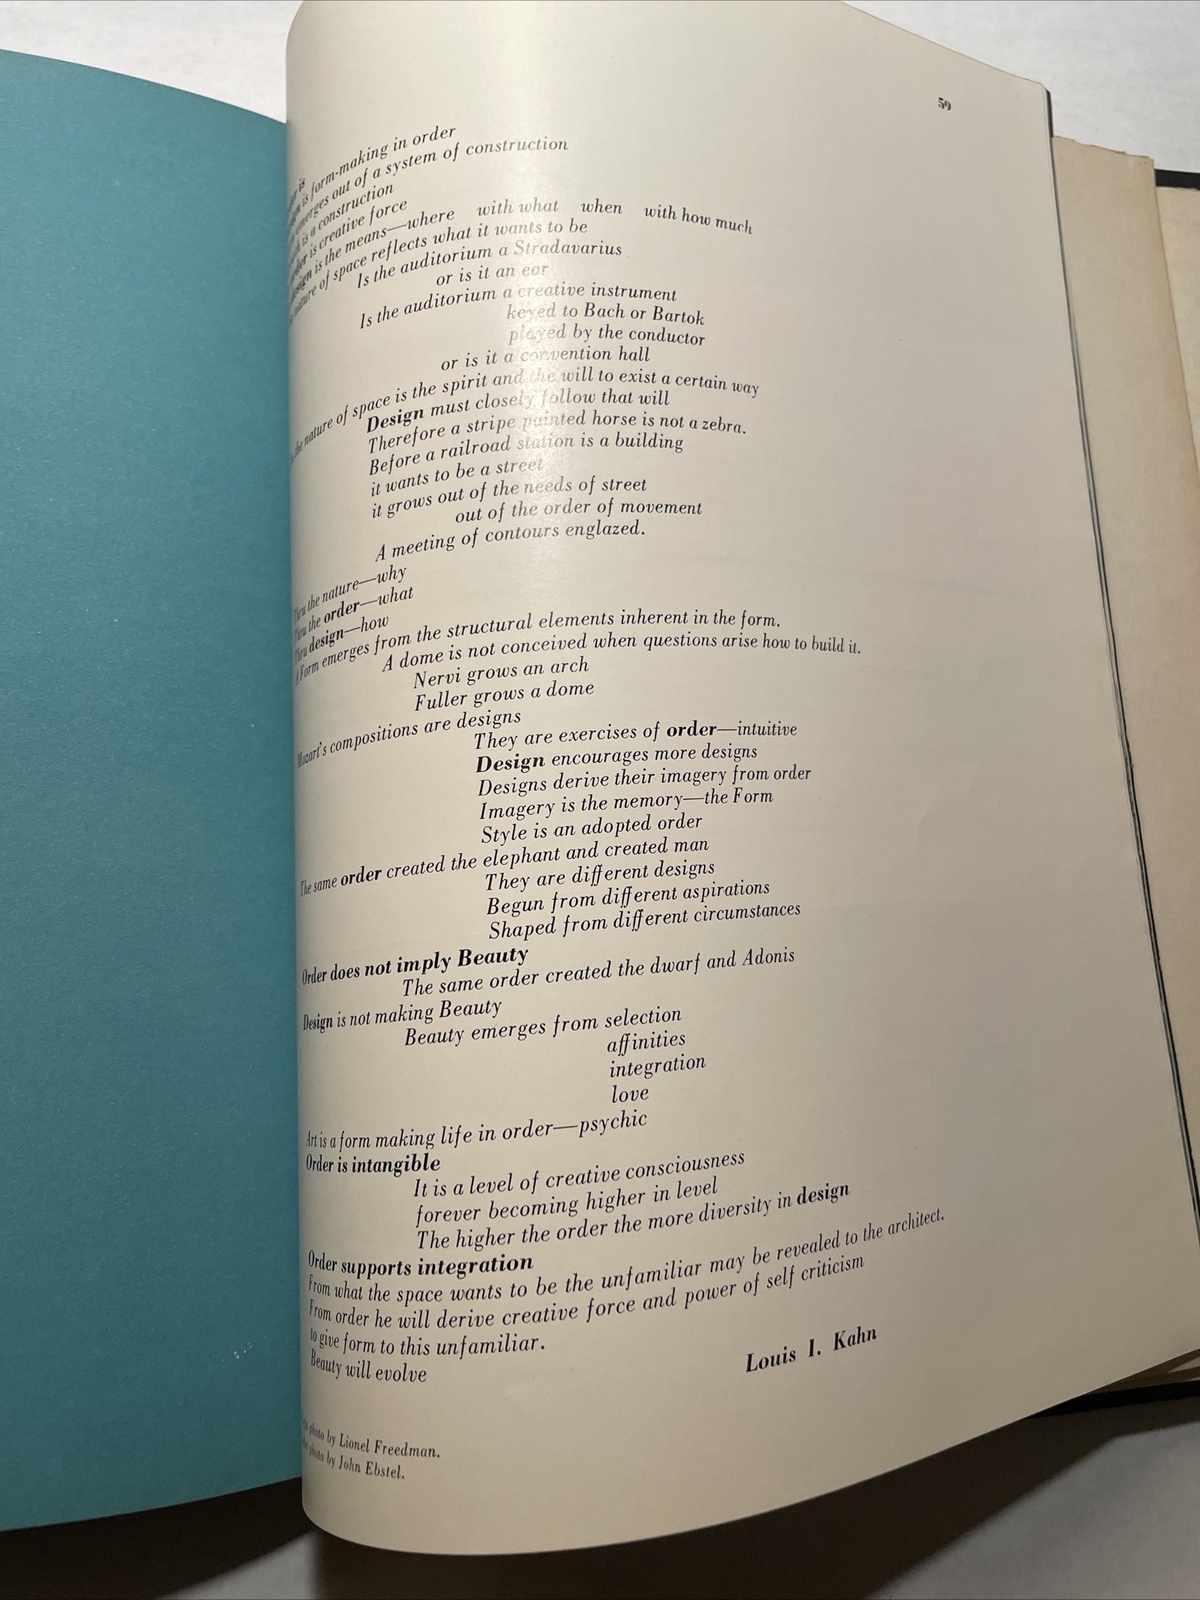 59
is
is form-making in order
emerges out of a system of construction
is a construction
order is creative force
design is the means—where with what when with how much
nature of space reflects what it wants to be
Is the auditorium a Stradavarius
or is it an ear
Is the auditorium a creative instrument
keyed to Bach or Bartok
played by the conductor
or is it a convention hall
the nature of space is the spirit and the will to exist a certain way
Design must closely follow that will
Therefore a stripe painted horse is not a zebra.
Before a railroad station is a building
it wants to be a street
it grows out of the needs of street
out of the order of movement
A meeting of contours englazed.
Thru the nature—why
Thru the order—what
Thru design—how
A Form emerges from the structural elements inherent in the form.
A dome is not conceived when questions arise how to build it.
Nervi grows an arch
Fuller grows a dome
Mozart's compositions are designs
They are exercises of order—intuitive
Design encourages more designs
Designs derive their imagery from order
Imagery is the memory—the Form
Style is an adopted order
The same order created the elephant and created man
They are different designs
Begun from different aspirations
Shaped from different circumstances
Order does not imply Beauty
The same order created the dwarf and Adonis
Design is not making Beauty
Beauty emerges from selection
affinities
integration
love
Art is a form making life in order—psychic
Order is intangible
It is a level of creative consciousness
forever becoming higher in level
The higher the order the more diversity in design
Order supports integration
From what the space wants to be the unfamiliar may be revealed to the architect.
From order he will derive creative force and power of self criticism
to give form to this unfamiliar.
Beauty will evolve
Louis I. Kahn
photo by Lionel Freedman.
photo by John Ebstel.